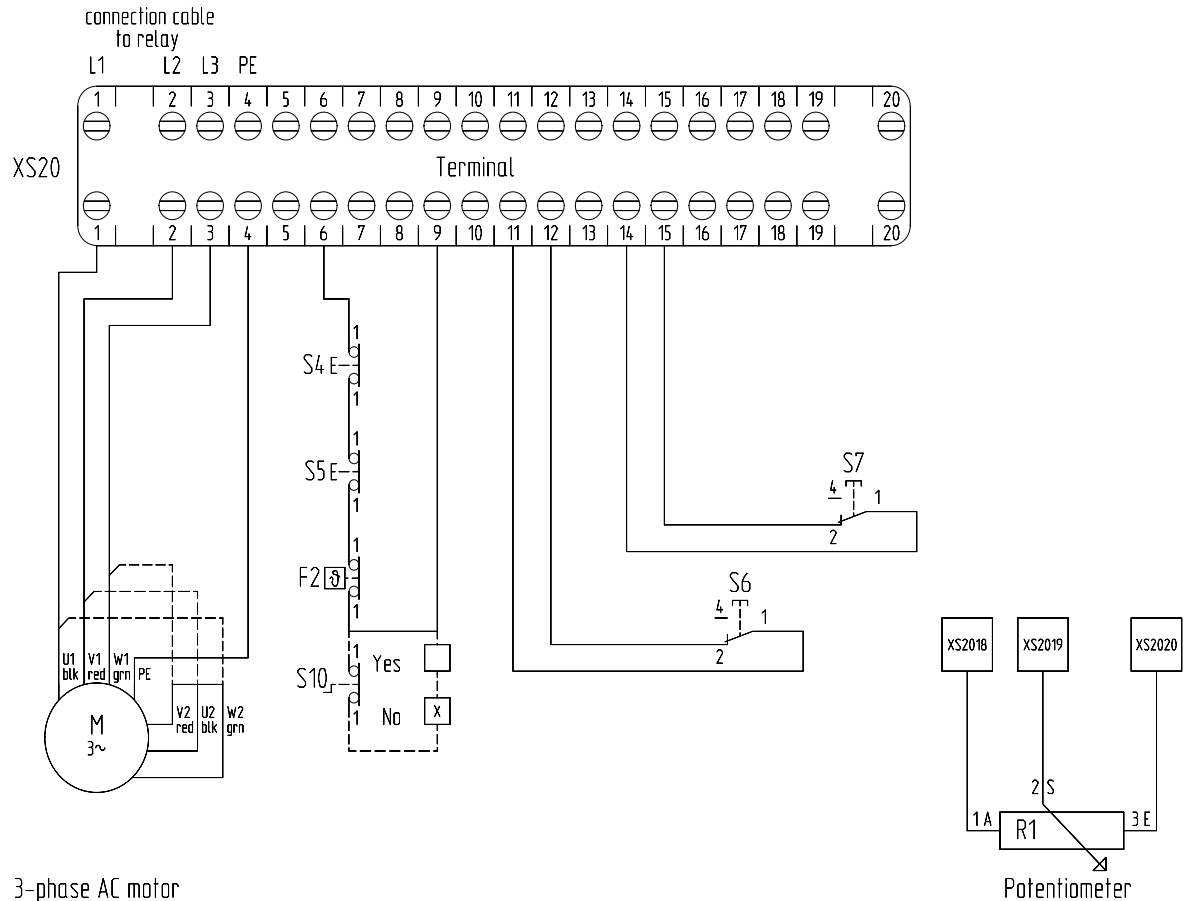 connection cable
to relay
L1 L2 L3 PE
1 2 3 4 5 6 7 8 9 10 11 12 13 14 15 16 17 18 19 20
XS20 Terminal
1 2 3 4 5 6 7 8 9 10 11 12 13 14 15 16 17 18 19 20
1
S4 E
1
1
S5 E
1
S7
4 1
2
1
F2 ϑ
1
S6
4 1
2
U1 V1 W1
blk red grn PE
1
Yes
S10
No X
1
XS2018 XS2019 XS2020
V2 U2 W2
red blk grn
M
3~
2 S
1 A R1 3 E
3-phase AC motor
Potentiometer